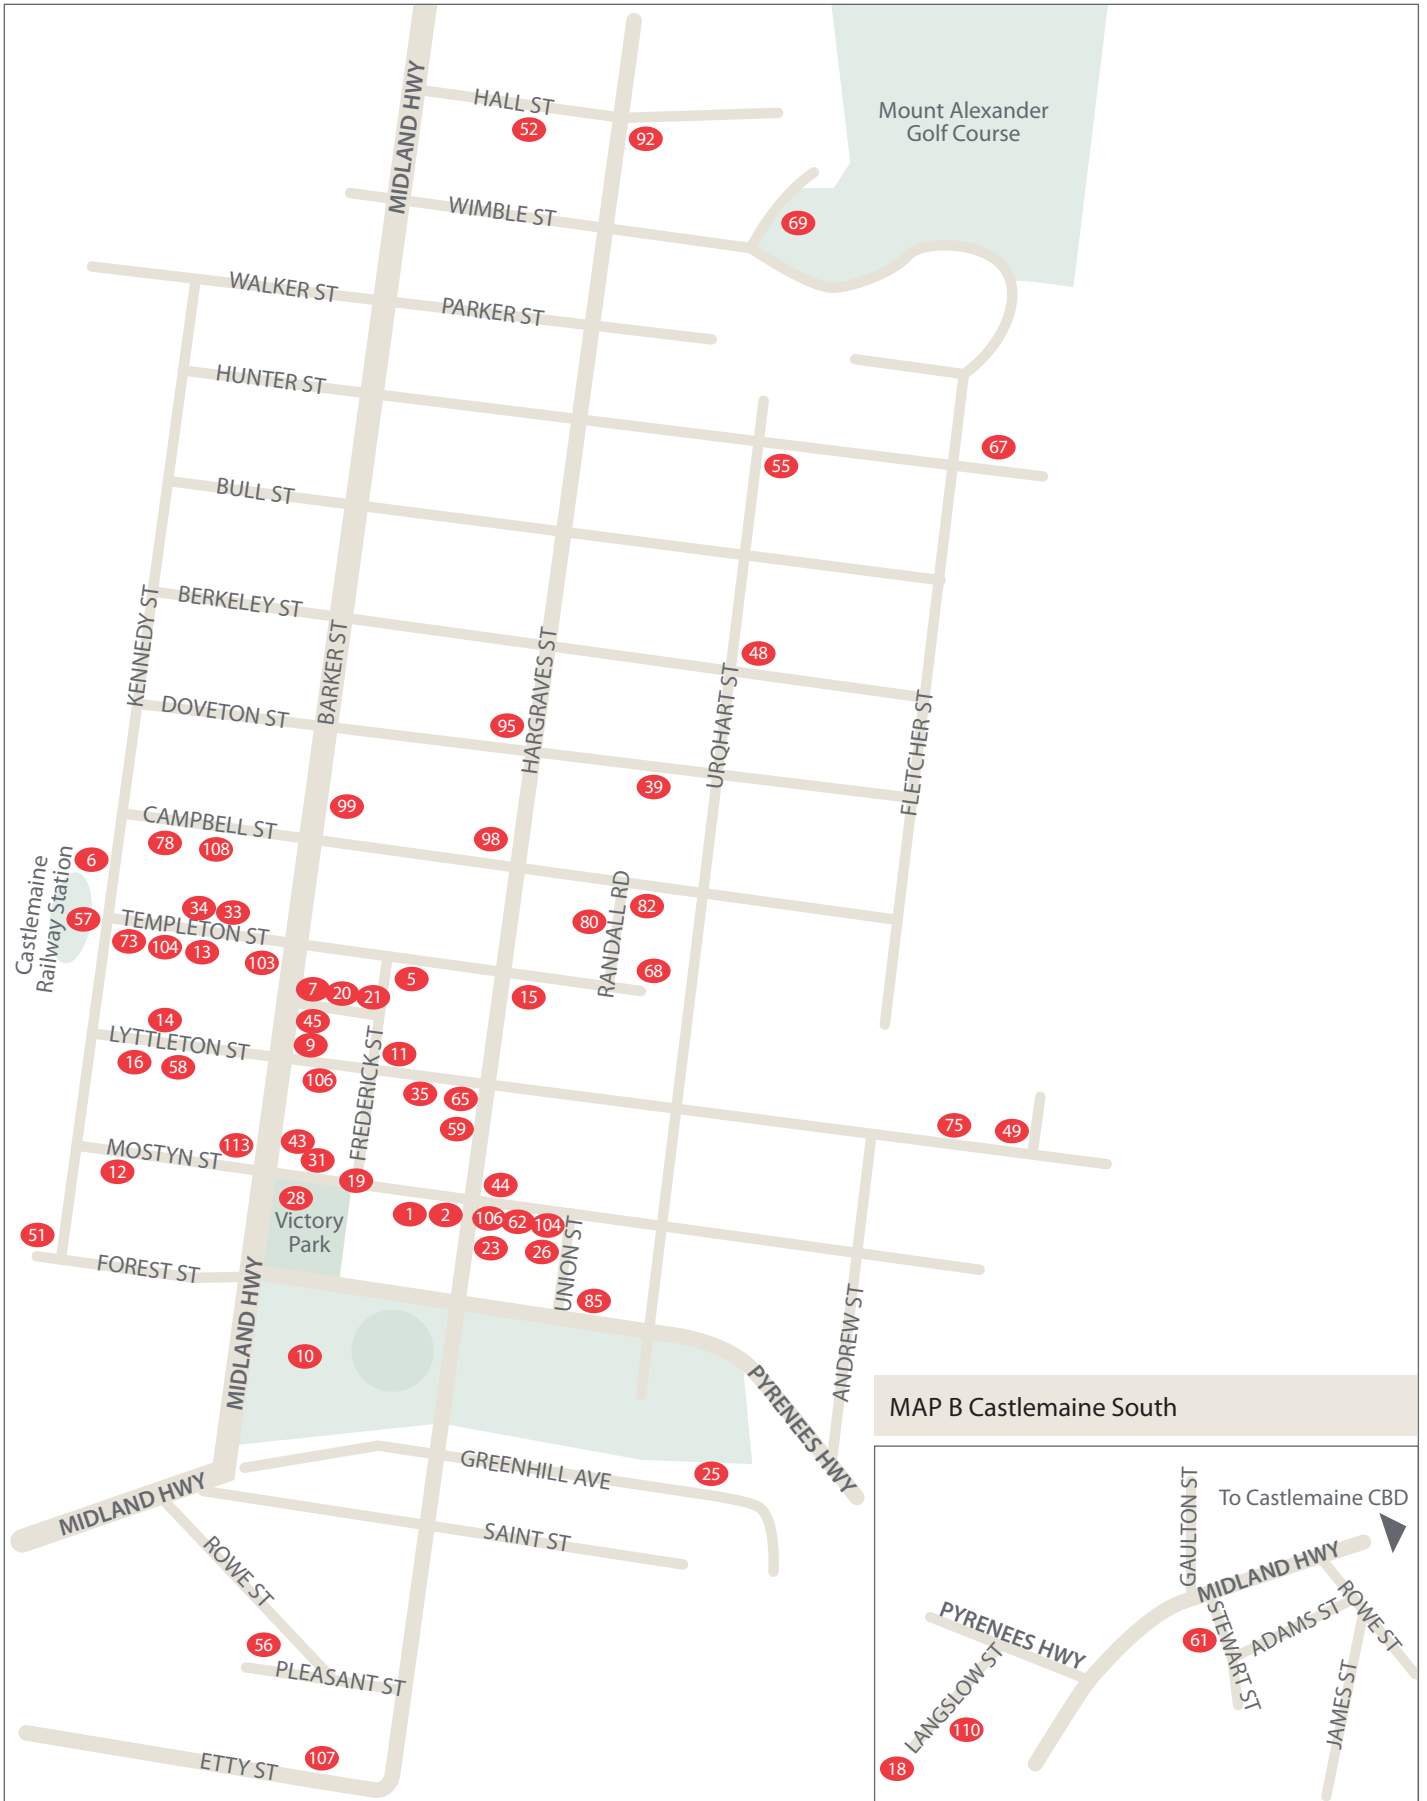 MIDLAND HWY
HALL ST
52
92
Mount Alexander
Golf Course
WIMBLE ST
69
WALKER ST
PARKER ST
HUNTER ST
67
55
BULL ST
KENNEDY ST
BERKELEY ST
BARKER ST
HARGRAVES ST
48
URQHART ST
FLETCHER ST
DOVETON ST
95
39
99
CAMPBELL ST
98
78
108
6
Castlemaine
Railway Station
57
34
33
TEMPLETON ST
73
104
13
103
RANDALL RD
82
80
68
5
7
20
21
15
14
45
LYTTLETON ST
9
FREDERICK ST
11
16
58
106
35
65
59
75
49
113
43
31
MOSTYN ST
12
19
44
28
Victory
Park
1
2
106
62
104
23
26
UNION ST
51
FOREST ST
MIDLAND HWY
85
ANDREW ST
10
PYRENEES HWY
MAP B Castlemaine South
GREENHILL AVE
25
MIDLAND HWY
SAINT ST
ROWE ST
56
PLEASANT ST
ETTY ST
107
GAULTON ST
To Castlemaine CBD
MIDLAND HWY
PYRENEES HWY
STEWART ST
ADAMS ST
ROWE ST
61
LANGSLOW ST
JAMES ST
110
18